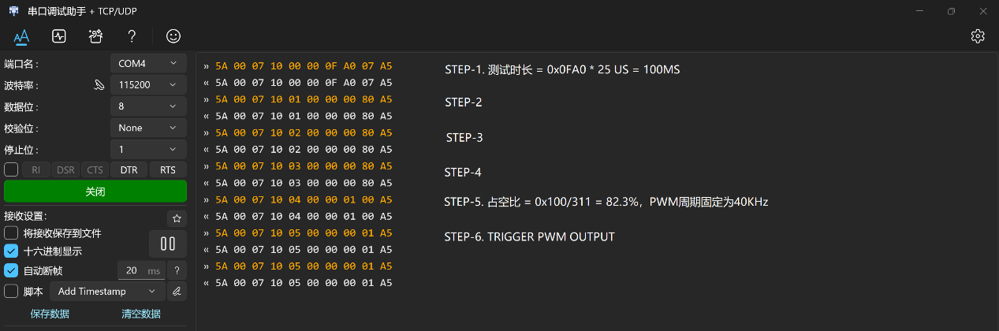 串口调试助手 + TCP/UDP
端口名: COM4
波特率: 115200
数据位: 8
校验位: None
停止位: 1
RI DSR CTS DTR RTS
关闭
接收设置:
将接收保存到文件
十六进制显示
自动断帧 20 ms ?
脚本 Add Timestamp
保存数据 清空数据
» 5A 00 07 10 00 00 0F A0 07 A5 STEP-1. 测试时长 = 0x0FA0 * 25 US = 100MS
« 5A 00 07 10 00 00 0F A0 07 A5
» 5A 00 07 10 01 00 00 00 80 A5 STEP-2
« 5A 00 07 10 01 00 00 00 80 A5
» 5A 00 07 10 02 00 00 00 80 A5 STEP-3
« 5A 00 07 10 02 00 00 00 80 A5
» 5A 00 07 10 03 00 00 00 80 A5 STEP-4
« 5A 00 07 10 03 00 00 00 80 A5
» 5A 00 07 10 04 00 00 01 00 A5 STEP-5. 占空比 = 0x100/311 = 82.3%，PWM周期固定为40KHz
« 5A 00 07 10 04 00 00 01 00 A5
» 5A 00 07 10 05 00 00 00 01 A5 STEP-6. TRIGGER PWM OUTPUT
« 5A 00 07 10 05 00 00 00 01 A5
» 5A 00 07 10 05 00 00 00 01 A5
« 5A 00 07 10 05 00 00 00 01 A5